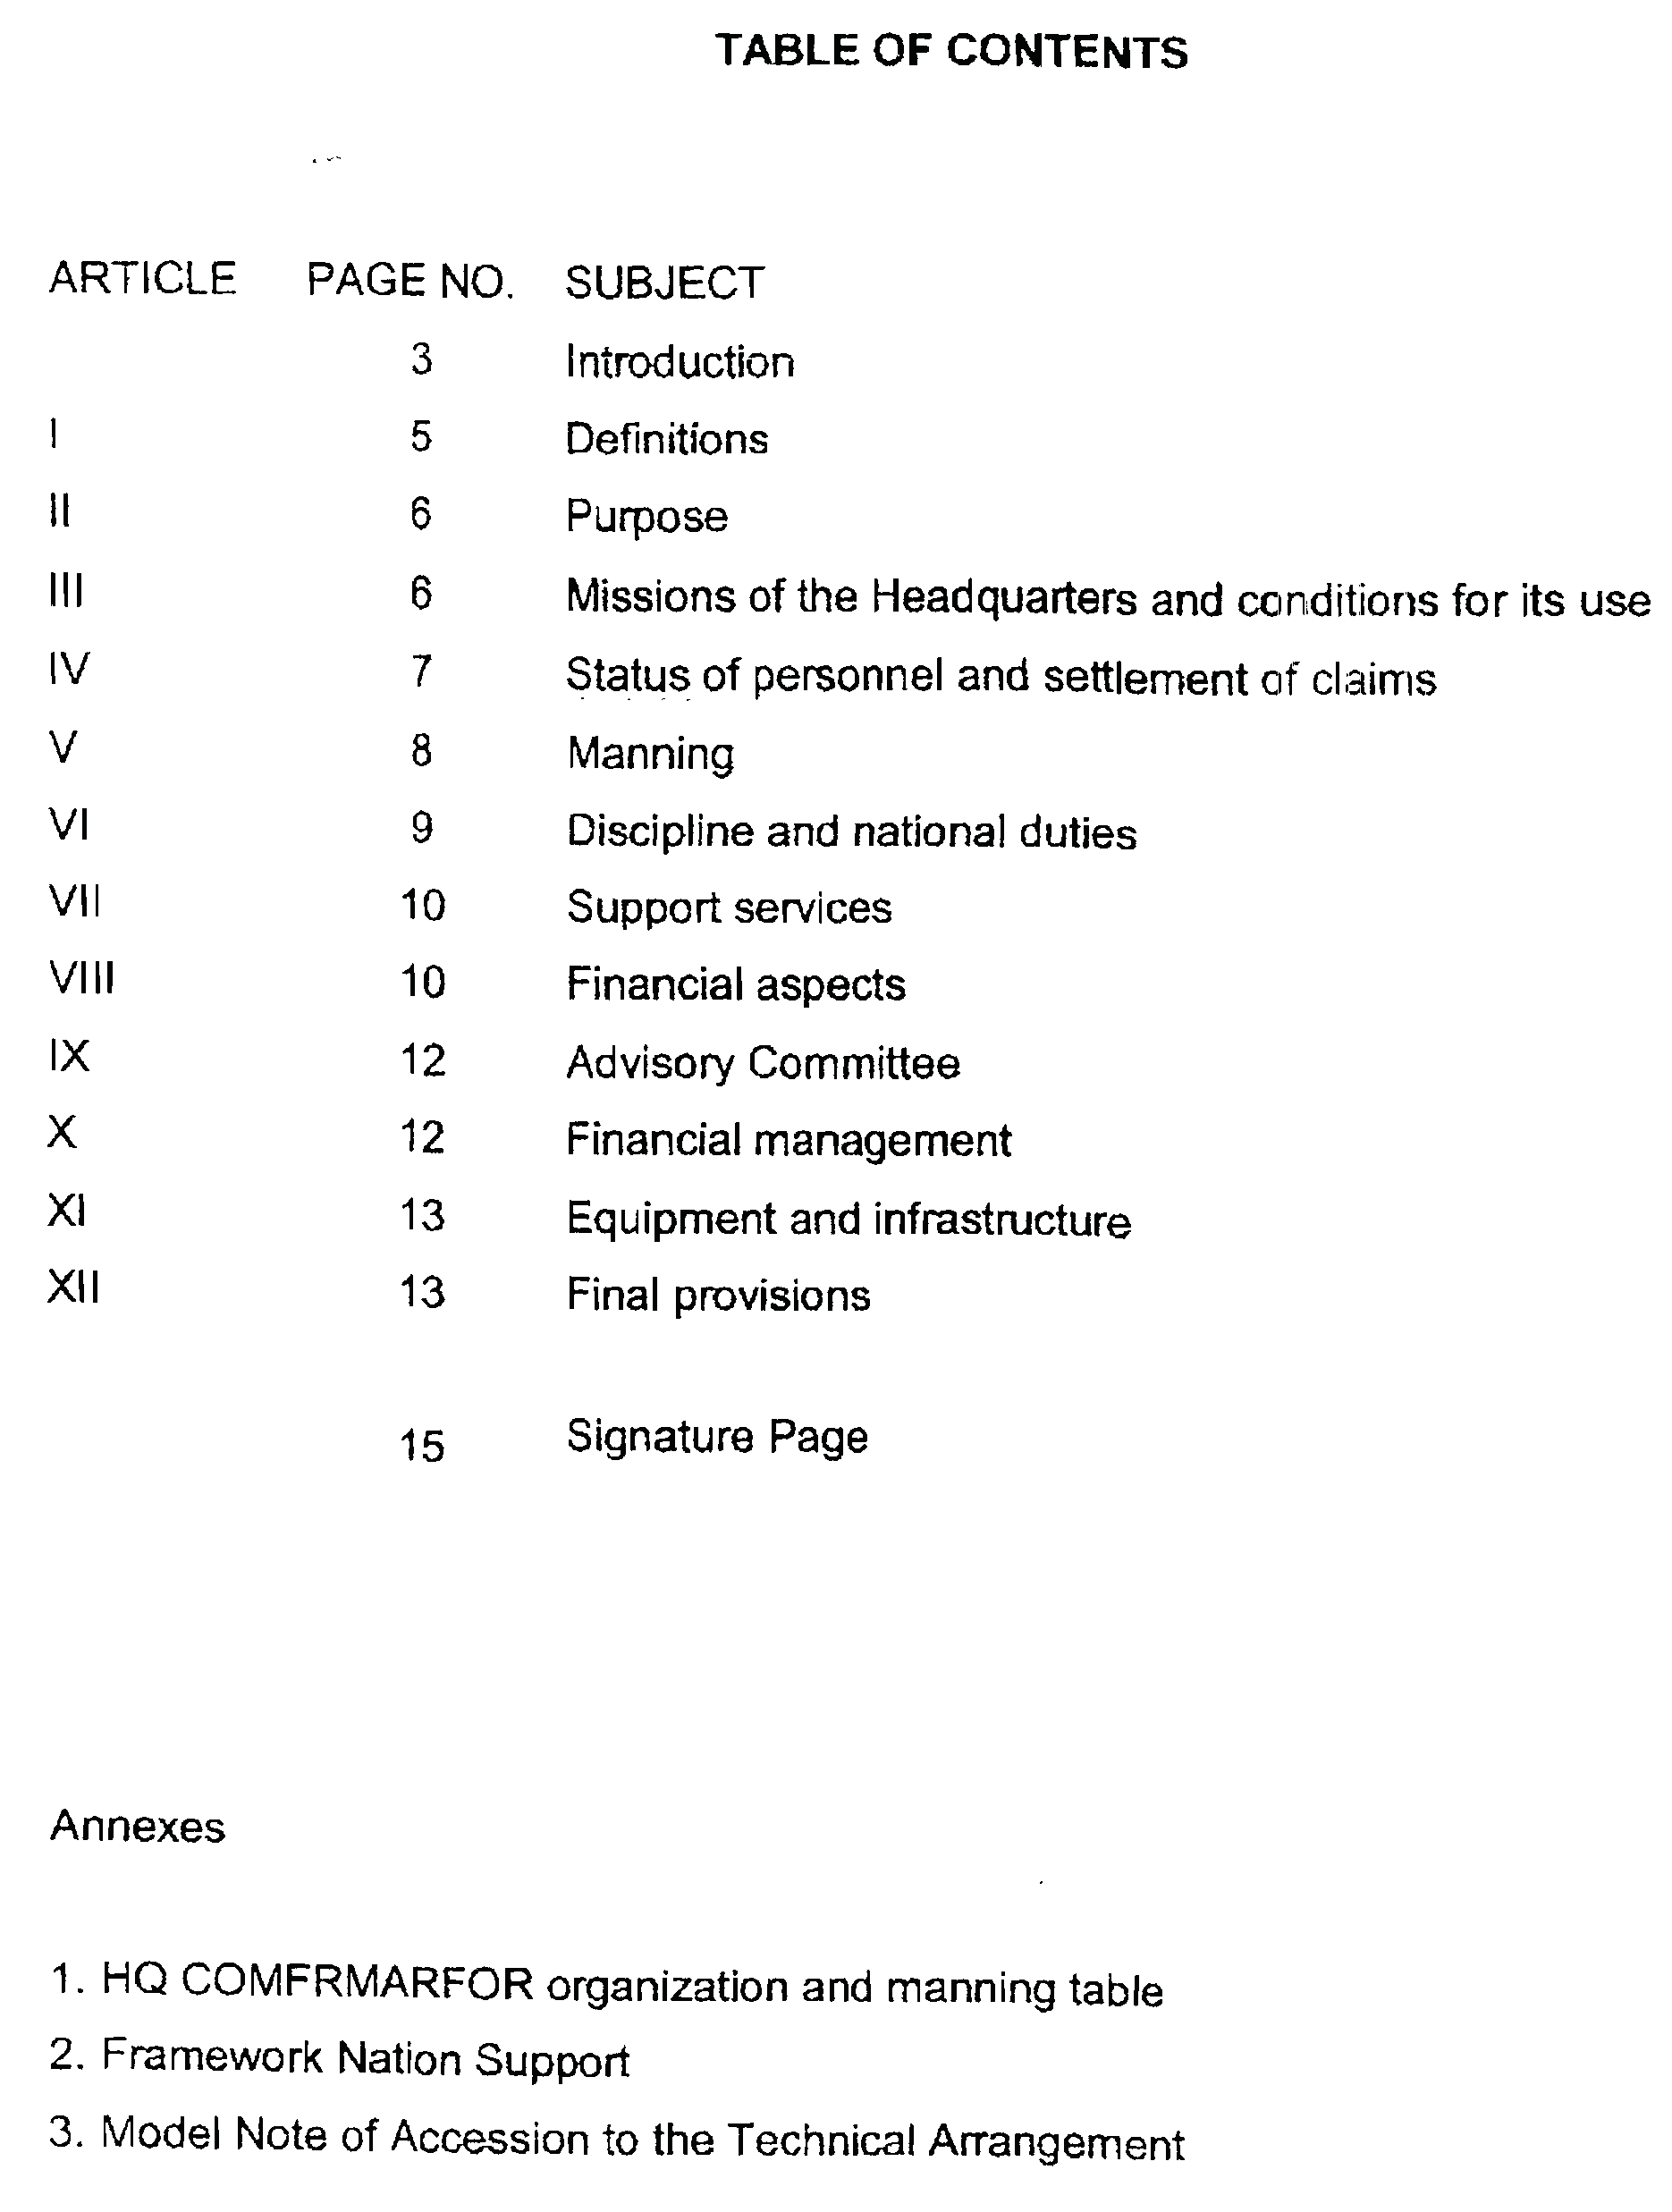 TABLE OF CONTENTS
ARTICLE PAGE NO. SUBJECT
3 Introduction
I 5 Definitions
II 6 Purpose
III 6 Missions of the Headquarters and conditions for its use
IV 7 Status of personnel and settlement of claims
V 8 Manning
VI 9 Discipline and national duties
VII 10 Support services
VIII 10 Financial aspects
IX 12 Advisory Committee
X 12 Financial management
XI 13 Equipment and infrastructure
XII 13 Final provisions
15 Signature Page
Annexes
1. HQ COMFRMARFOR organization and manning table
2. Framework Nation Support
3. Model Note of Accession to the Technical Arrangement